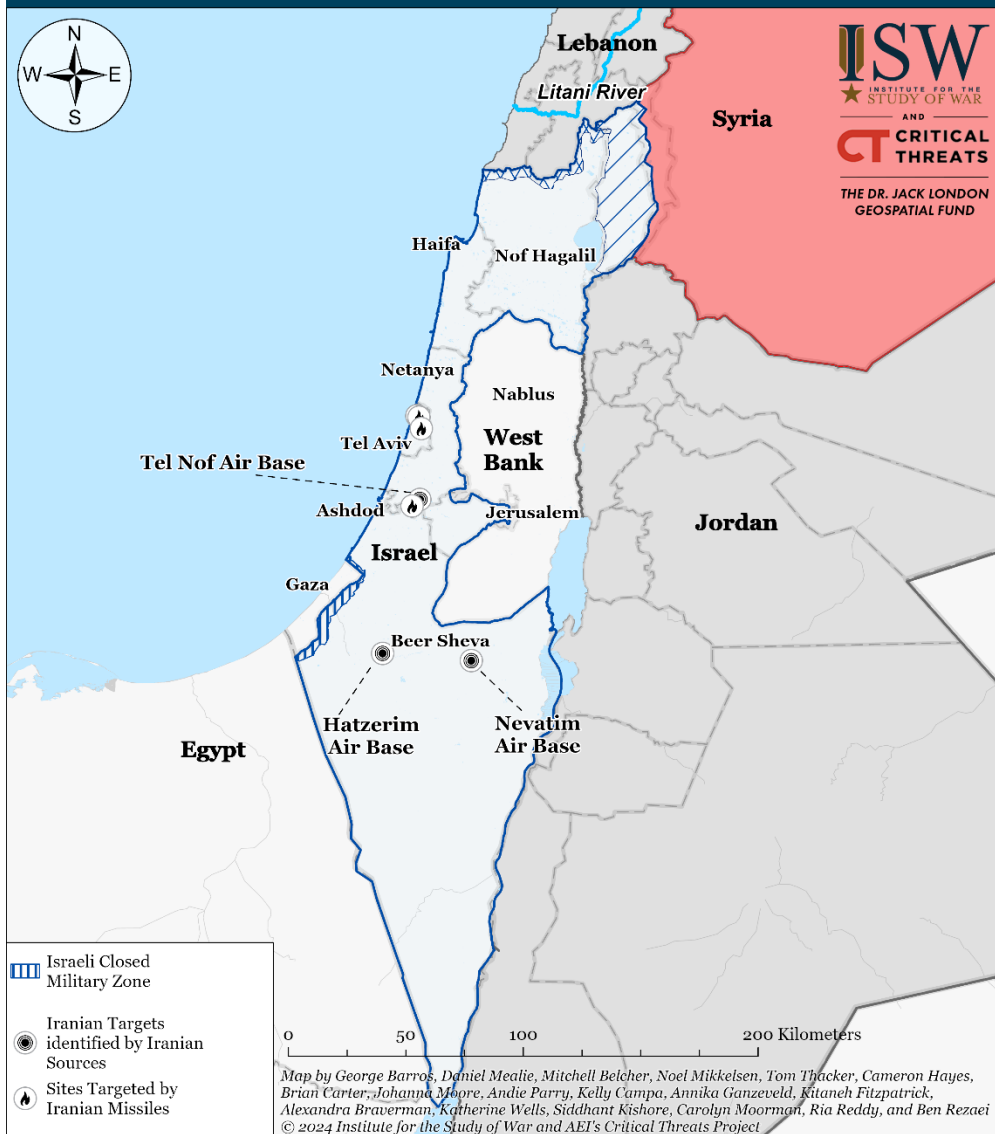 N
W
E
S
Lebanon
Litani River
ISW
INSTITUTE FOR THE
STUDY OF WAR
AND
CT CRITICAL
THREATS
THE DR. JACK LONDON
GEOSPATIAL FUND
Syria
Haifa
Nof Hagalil
Netanya
Nablus
Tel Aviv
West
Bank
Tel Nof Air Base
Ashdod
Jerusalem
Jordan
Israel
Gaza
Beer Sheva
Hatzerim
Air Base
Nevatim
Air Base
Egypt
Israeli Closed
Military Zone
Iranian Targets
identified by Iranian
Sources
Sites Targeted by
Iranian Missiles
0 50 100 200 Kilometers
Map by George Barros, Daniel Mealie, Mitchell Belcher, Noel Mikkelsen, Tom Thacker, Cameron Hayes,
Brian Carter, Johanna Moore, Andie Parry, Kelly Campa, Annika Ganzeveld, Kitaneh Fitzpatrick,
Alexandra Braverman, Katherine Wells, Siddhant Kishore, Carolyn Moorman, Ria Reddy, and Ben Rezaei
© 2024 Institute for the Study of War and AEI's Critical Threats Project